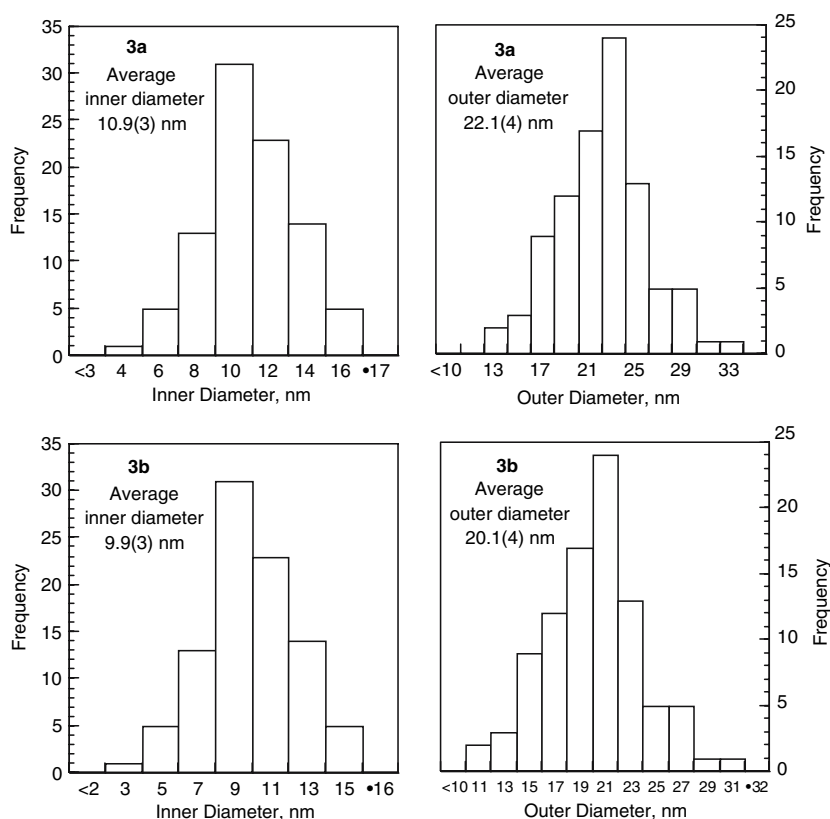 3a
Average
inner diameter
10.9(3) nm
Frequency
35
30
25
20
15
10
5
0
<3 4 6 8 10 12 14 16 •17
Inner Diameter, nm
3a
Average
outer diameter
22.1(4) nm
25
20
15
10
5
0
Frequency
<10 13 17 21 25 29 33
Outer Diameter, nm
3b
Average
inner diameter
9.9(3) nm
Frequency
35
30
25
20
15
10
5
0
<2 3 5 7 9 11 13 15 •16
Inner Diameter, nm
3b
Average
outer diameter
20.1(4) nm
25
20
15
10
5
0
Frequency
<10 11 13 15 17 19 21 23 25 27 29 31 •32
Outer Diameter, nm